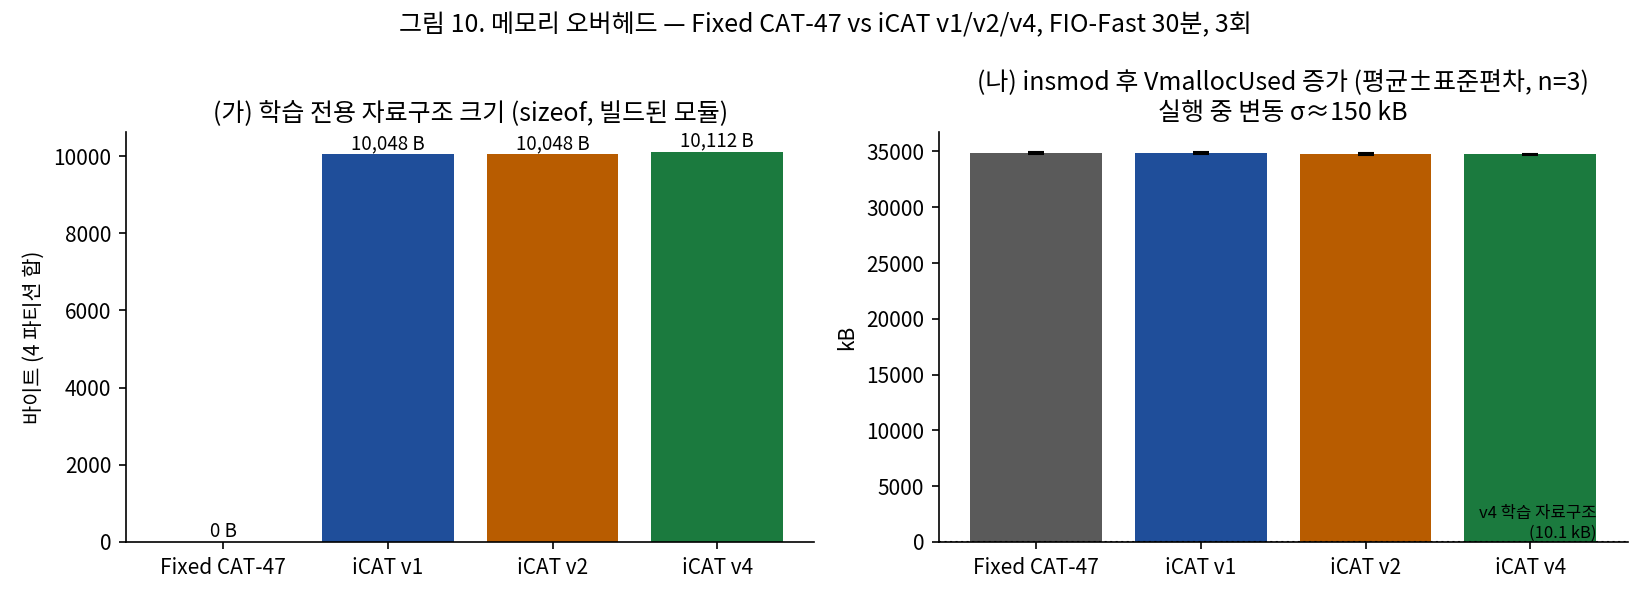 그림 10. 메모리 오버헤드 — Fixed CAT-47 vs iCAT v1/v2/v4, FIO-Fast 30분, 3회
(가) 학습 전용 자료구조 크기 (sizeof, 빌드된 모듈)
바이트 (4 파티션 합)
10000
8000
6000
4000
2000
0
0 B
10,048 B
10,048 B
10,112 B
Fixed CAT-47
iCAT v1
iCAT v2
iCAT v4
(나) insmod 후 VmallocUsed 증가 (평균±표준편차, n=3)
실행 중 변동 σ≈150 kB
kB
35000
30000
25000
20000
15000
10000
5000
0
v4 학습 자료구조
(10.1 kB)
Fixed CAT-47
iCAT v1
iCAT v2
iCAT v4